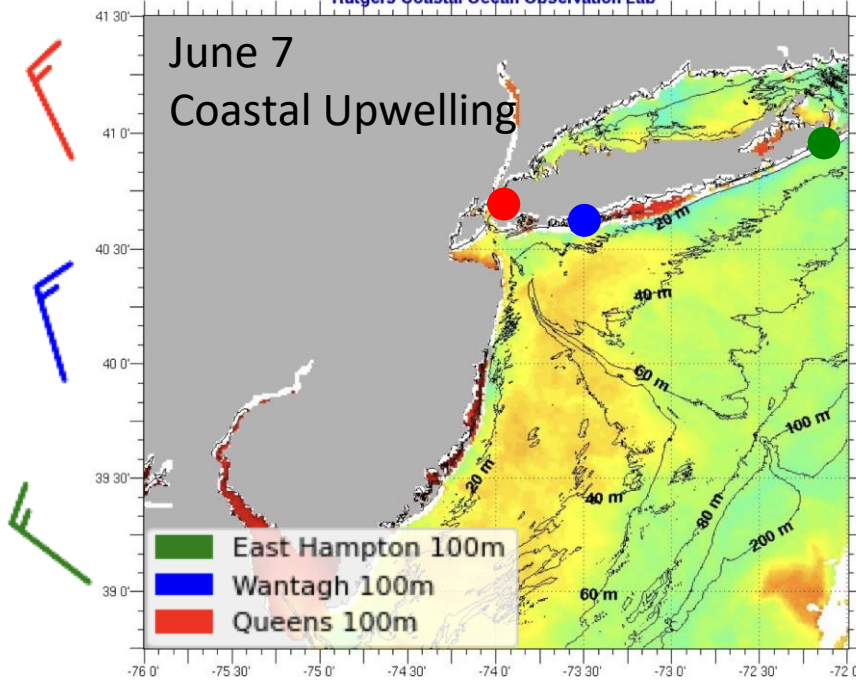 Rutgers Coastal Ocean Observation Lab
June 7
Coastal Upwelling
41 30'
41 0'
40 30'
40 0'
39 30'
39 0'
20 m
40 m
60 m
100 m
20 m
40 m
80 m
200 m
60 m
East Hampton 100m
Wantagh 100m
Queens 100m
-76 0' -75 30' -75 0' -74 30' -74 0' -73 30' -73 0' -72 30' -72 0'